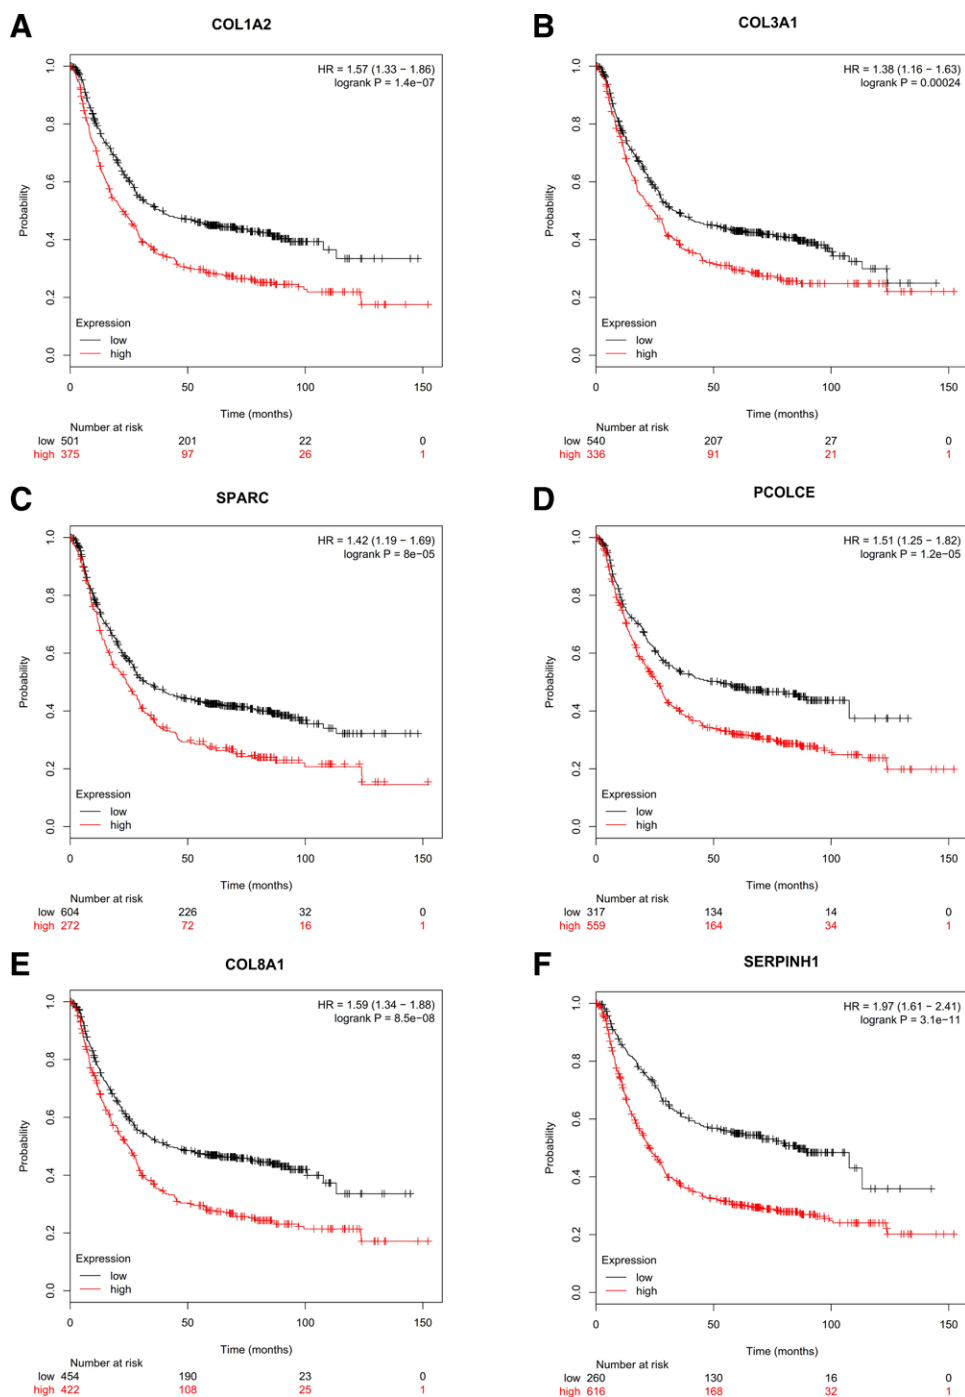 A
COL1A2
HR = 1.57 (1.33 − 1.86)
logrank P = 1.4e−07
Probability
1.0
0.8
0.6
0.4
0.2
0.0
Expression
low
high
0 50 100 150
Time (months)
Number at risk
low 501 201 22 0
high 375 97 26 1
B
COL3A1
HR = 1.38 (1.16 − 1.63)
logrank P = 0.00024
Probability
1.0
0.8
0.6
0.4
0.2
0.0
Expression
low
high
0 50 100 150
Time (months)
Number at risk
low 540 207 27 0
high 336 91 21 1
C
SPARC
HR = 1.42 (1.19 − 1.69)
logrank P = 8e−05
Probability
1.0
0.8
0.6
0.4
0.2
0.0
Expression
low
high
0 50 100 150
Time (months)
Number at risk
low 604 226 32 0
high 272 72 16 1
D
PCOLCE
HR = 1.51 (1.25 − 1.82)
logrank P = 1.2e−05
Probability
1.0
0.8
0.6
0.4
0.2
0.0
Expression
low
high
0 50 100 150
Time (months)
Number at risk
low 317 134 14 0
high 559 164 34 1
E
COL8A1
HR = 1.59 (1.34 − 1.88)
logrank P = 8.5e−08
Probability
1.0
0.8
0.6
0.4
0.2
0.0
Expression
low
high
0 50 100 150
Time (months)
Number at risk
low 454 190 23 0
high 422 108 25 1
F
SERPINH1
HR = 1.97 (1.61 − 2.41)
logrank P = 3.1e−11
Probability
1.0
0.8
0.6
0.4
0.2
0.0
Expression
low
high
0 50 100 150
Time (months)
Number at risk
low 260 130 16 0
high 616 168 32 1